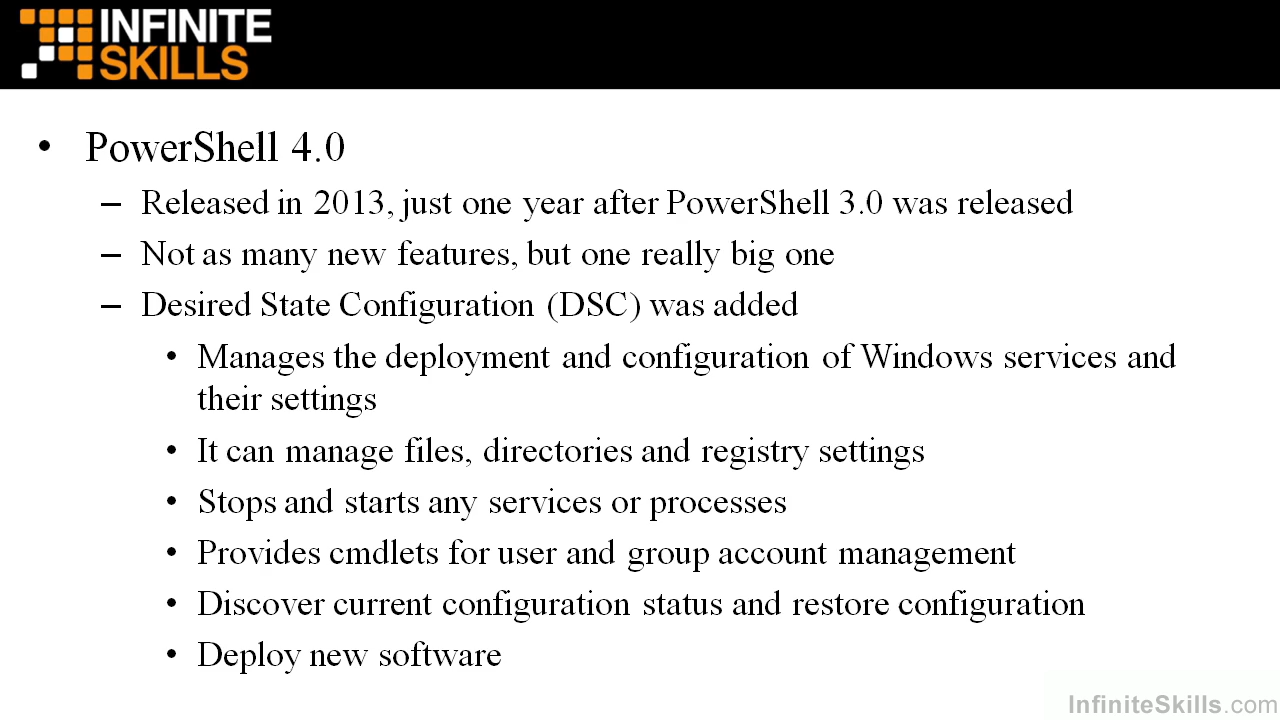 INFINITE
SKILLS
• PowerShell 4.0
– Released in 2013, just one year after PowerShell 3.0 was released
– Not as many new features, but one really big one
– Desired State Configuration (DSC) was added
• Manages the deployment and configuration of Windows services and
their settings
• It can manage files, directories and registry settings
• Stops and starts any services or processes
• Provides cmdlets for user and group account management
• Discover current configuration status and restore configuration
• Deploy new software
InfiniteSkills.com